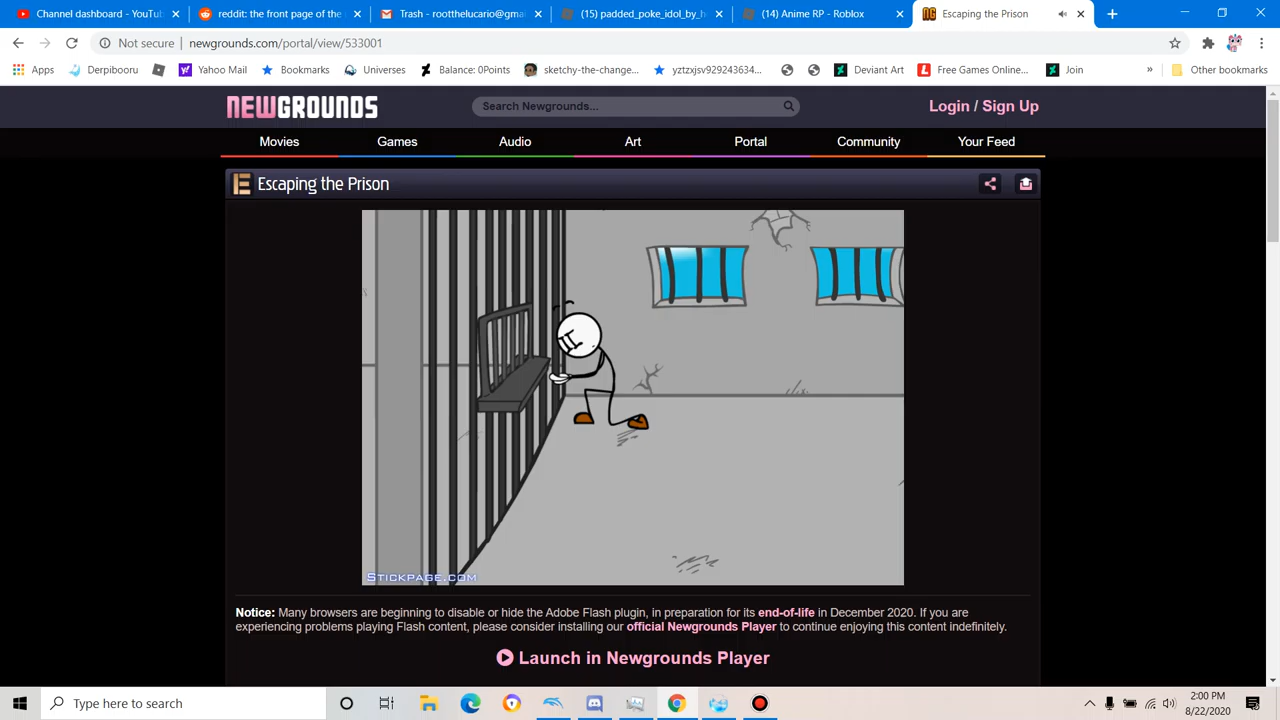 Channel dashboard - YouTub
reddit: the front page of the
Trash - rootthelucario@gma
(15) padded_poke_idol_by_h
(14) Anime RP - Roblox
NG
Escaping the Prison
Not secure
newgrounds.com/portal/view/533001
Apps
Derpibooru
Yahoo Mail
Bookmarks
Universes
Balance: 0Points
sketchy-the-change...
yztzxjsv929243634...
Deviant Art
Free Games Online...
Join
»
Other bookmarks
NEWGROUNDS
Search Newgrounds...
Login / Sign Up
Movies
Games
Audio
Art
Portal
Community
Your Feed
E
Escaping the Prison
Stickpage.com
Notice: Many browsers are beginning to disable or hide the Adobe Flash plugin, in preparation for its end-of-life in December 2020. If you are
experiencing problems playing Flash content, please consider installing our official Newgrounds Player to continue enjoying this content indefinitely.
Launch in Newgrounds Player
Type here to search
2:00 PM
8/22/2020